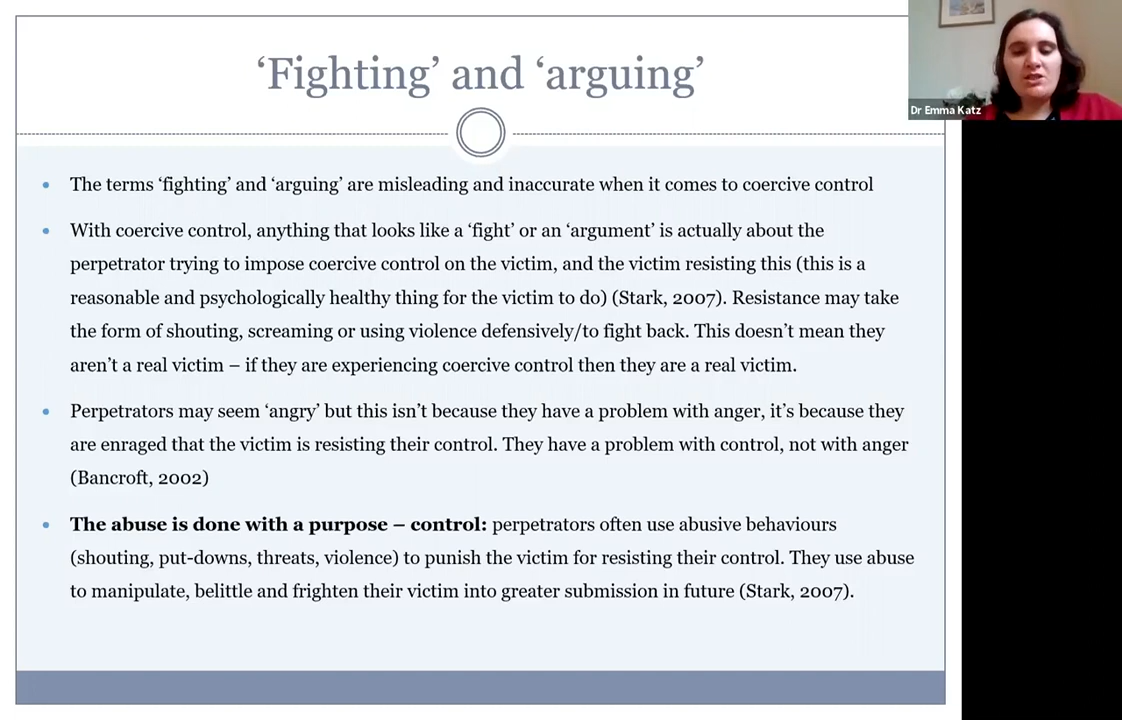 ‘Fighting’ and ‘arguing’
Dr Emma Katz
• The terms ‘fighting’ and ‘arguing’ are misleading and inaccurate when it comes to coercive control
• With coercive control, anything that looks like a ‘fight’ or an ‘argument’ is actually about the
perpetrator trying to impose coercive control on the victim, and the victim resisting this (this is a
reasonable and psychologically healthy thing for the victim to do) (Stark, 2007). Resistance may take
the form of shouting, screaming or using violence defensively/to fight back. This doesn’t mean they
aren’t a real victim – if they are experiencing coercive control then they are a real victim.
• Perpetrators may seem ‘angry’ but this isn’t because they have a problem with anger, it’s because they
are enraged that the victim is resisting their control. They have a problem with control, not with anger
(Bancroft, 2002)
• The abuse is done with a purpose – control: perpetrators often use abusive behaviours
(shouting, put-downs, threats, violence) to punish the victim for resisting their control. They use abuse
to manipulate, belittle and frighten their victim into greater submission in future (Stark, 2007).